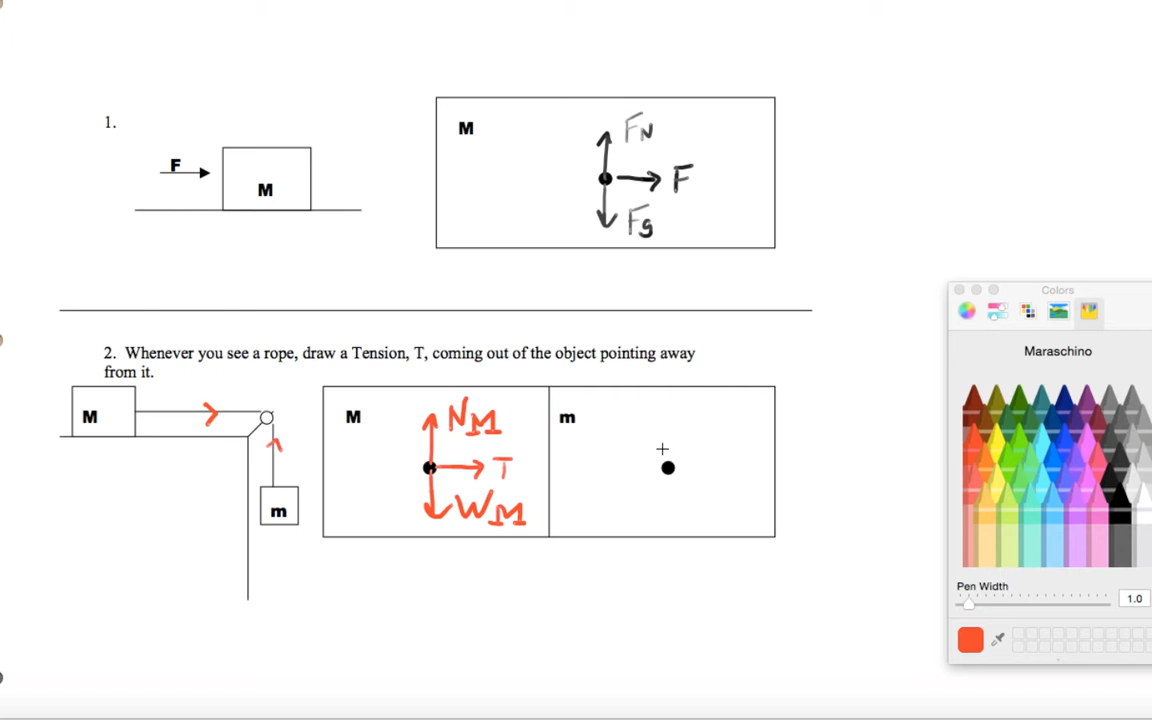 1.
F
M
M
FN
F
Fg
2. Whenever you see a rope, draw a Tension, T, coming out of the object pointing away
from it.
M
m
M
NM
T
WM
m
Colors
Maraschino
Pen Width
1.0